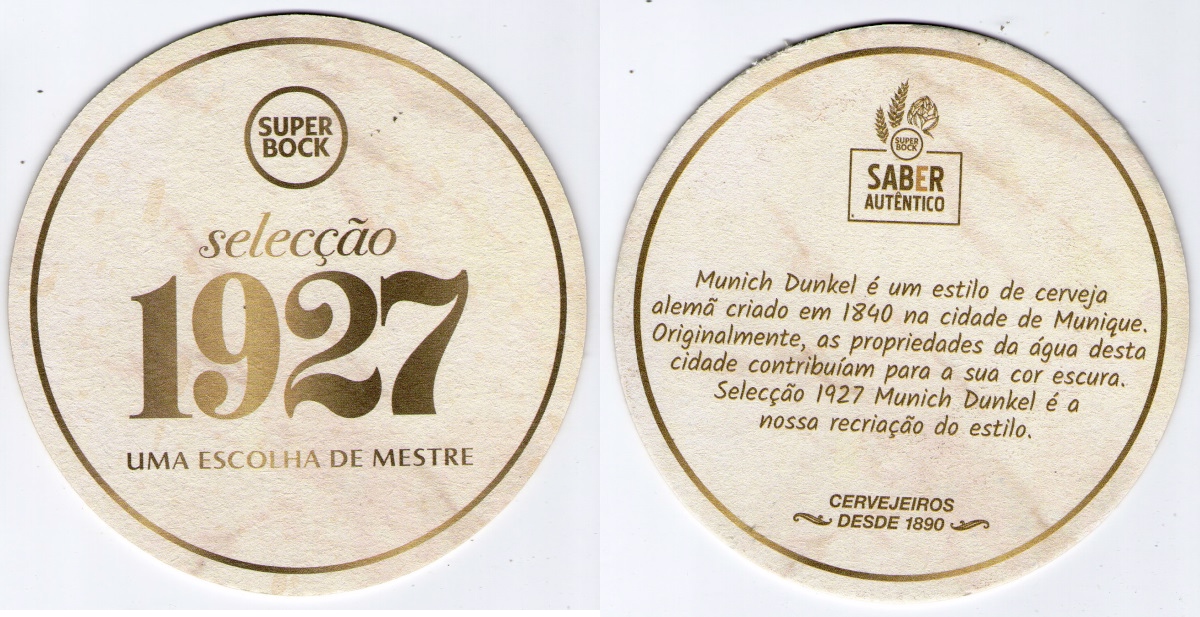 SUPER
BOCK
selecção
1927
UMA ESCOLHA DE MESTRE
SUPER
BOCK
SABER
AUTÊNTICO
Munich Dunkel é um estilo de cerveja
alemã criado em 1840 na cidade de Munique.
Originalmente, as propriedades da água desta
cidade contribuíam para a sua cor escura.
Selecção 1927 Munich Dunkel é a
nossa recriação do estilo.
CERVEJEIROS
DESDE 1890